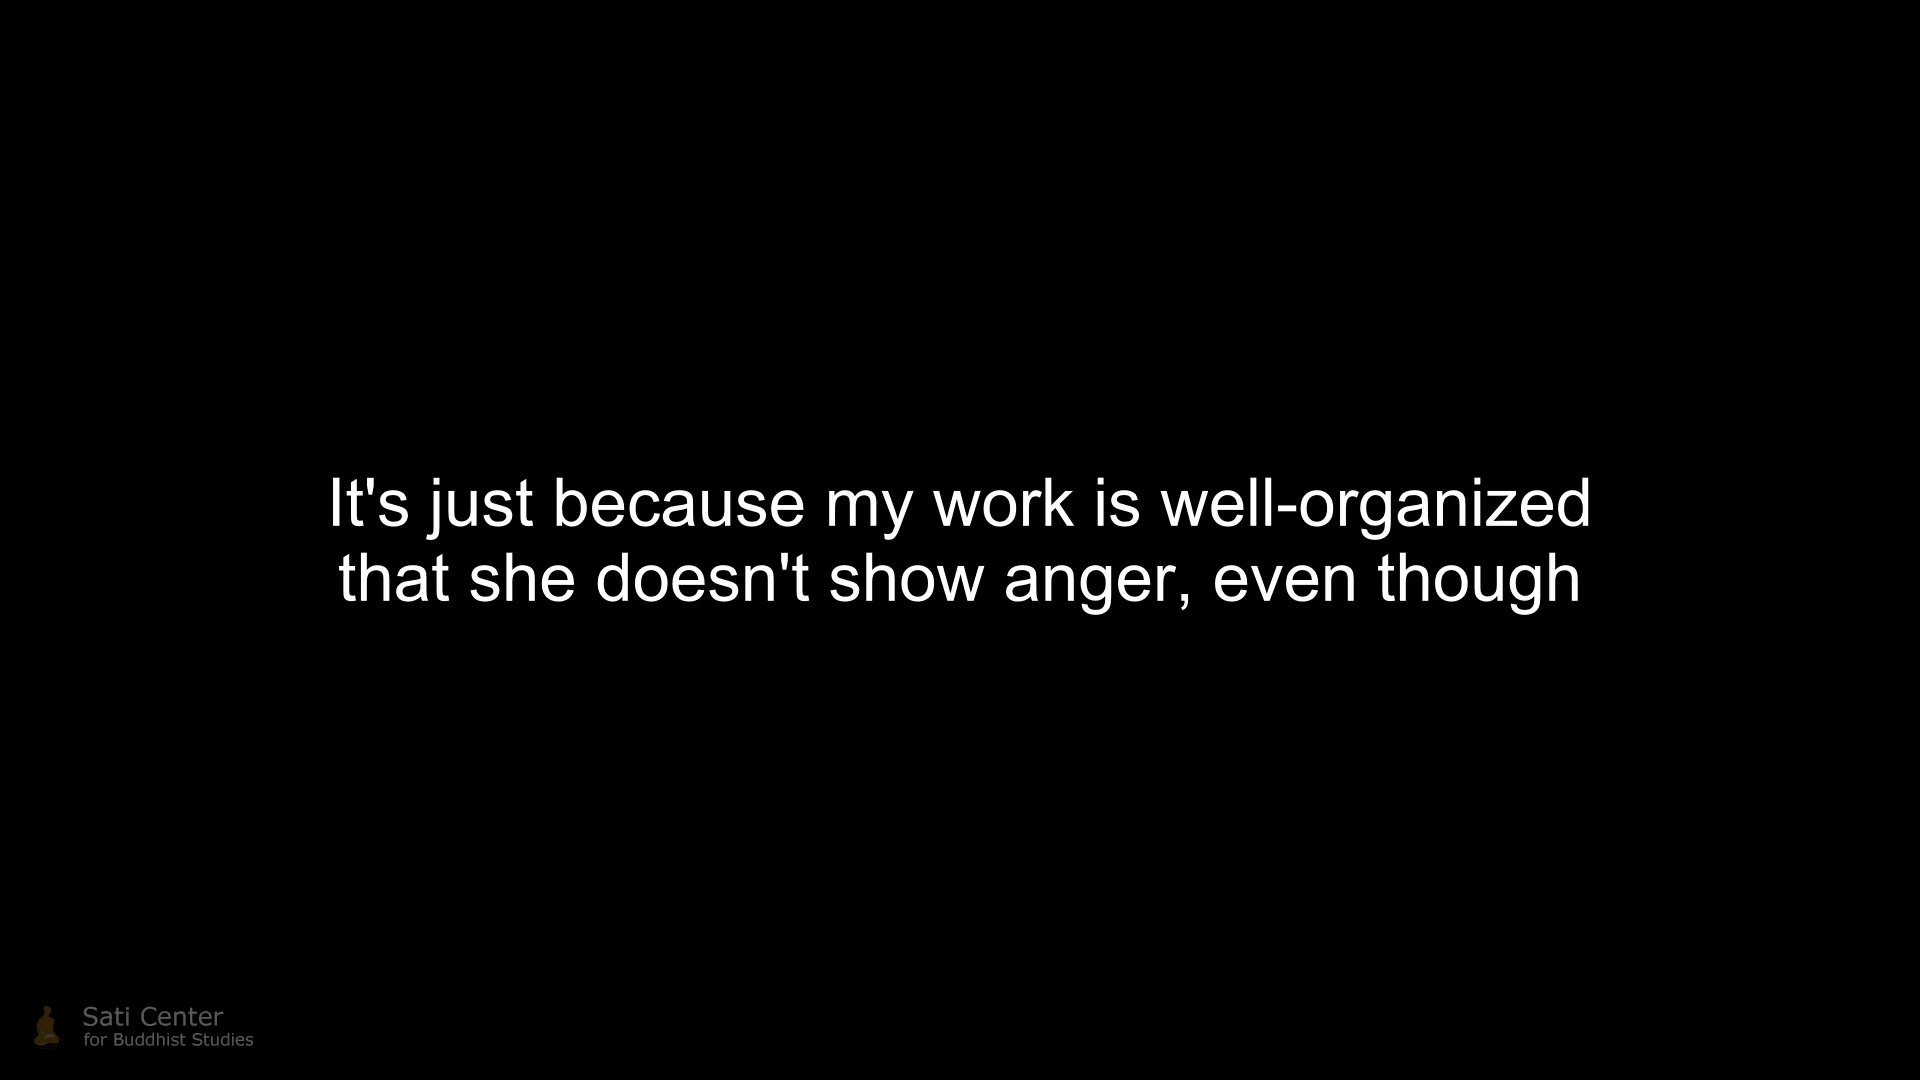 It's just because my work is well-organized
that she doesn't show anger, even though
Sati Center
for Buddhist Studies